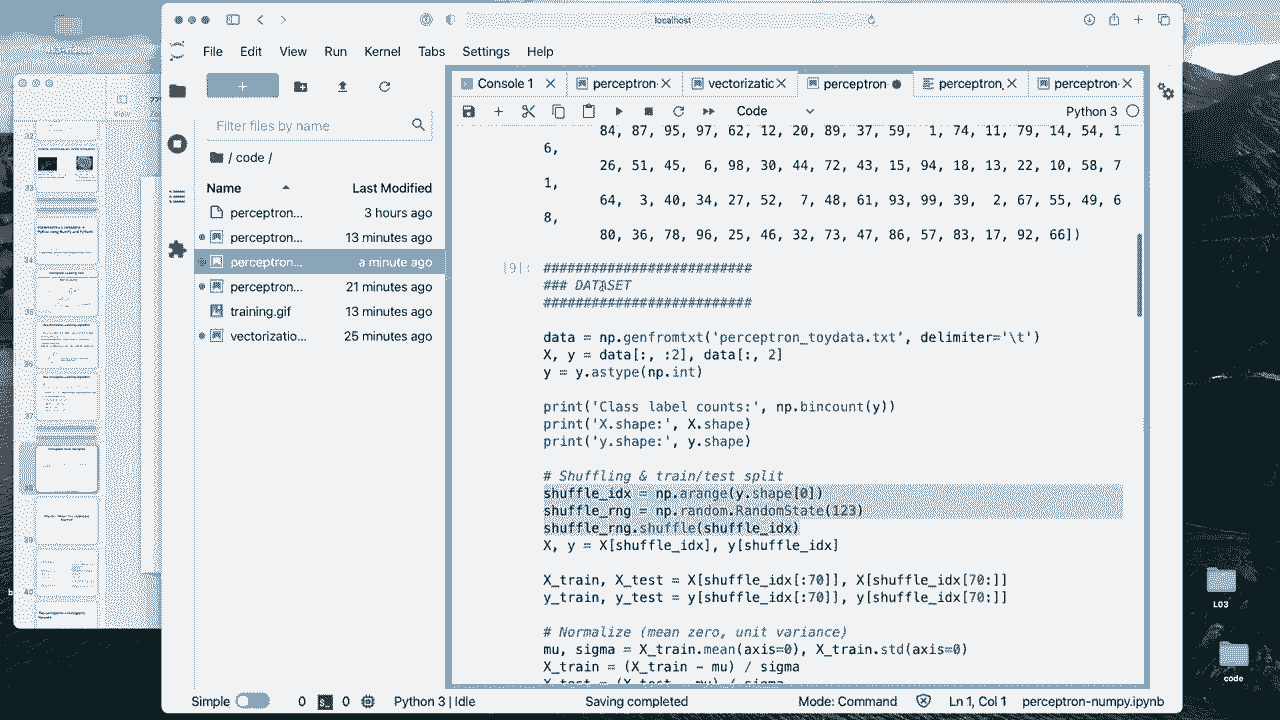 localhost
File Edit View Run Kernel Tabs Settings Help
Console 1 perceptron- vectorizatic perceptron- perceptron_ perceptron-
Code Python 3
Filter files by name
/ code /
Name Last Modified
perceptron... 3 hours ago
perceptron... 13 minutes ago
perceptron... a minute ago
perceptron... 21 minutes ago
training.gif 13 minutes ago
vectorizatio... 25 minutes ago
84, 87, 95, 97, 62, 12, 20, 89, 37, 59, 1, 74, 11, 79, 14, 54, 1
6,
26, 51, 45, 6, 98, 30, 44, 72, 43, 15, 94, 18, 13, 22, 10, 58, 7
1,
64, 3, 40, 34, 27, 52, 7, 48, 61, 93, 99, 39, 2, 67, 55, 49, 6
8,
80, 36, 78, 96, 25, 46, 32, 73, 47, 86, 57, 83, 17, 92, 66])
[9]:
##########################
### DATASET
##########################
data = np.genfromtxt('perceptron_toydata.txt', delimiter='\t')
X, y = data[:, :2], data[:, 2]
y = y.astype(np.int)
print('Class label counts:', np.bincount(y))
print('X.shape:', X.shape)
print('y.shape:', y.shape)
# Shuffling & train/test split
shuffle_idx = np.arange(y.shape[0])
shuffle_rng = np.random.RandomState(123)
shuffle_rng.shuffle(shuffle_idx)
X, y = X[shuffle_idx], y[shuffle_idx]
X_train, X_test = X[shuffle_idx[:70]], X[shuffle_idx[70:]]
y_train, y_test = y[shuffle_idx[:70]], y[shuffle_idx[70:]]
# Normalize (mean zero, unit variance)
mu, sigma = X_train.mean(axis=0), X_train.std(axis=0)
X_train = (X_train - mu) / sigma
X_test = (X_test - mu) / sigma
Simple 0 0 Python 3 | Idle Saving completed Mode: Command Ln 1, Col 1 perceptron-numpy.ipynb
33
34
36
37
39
40
L03
code